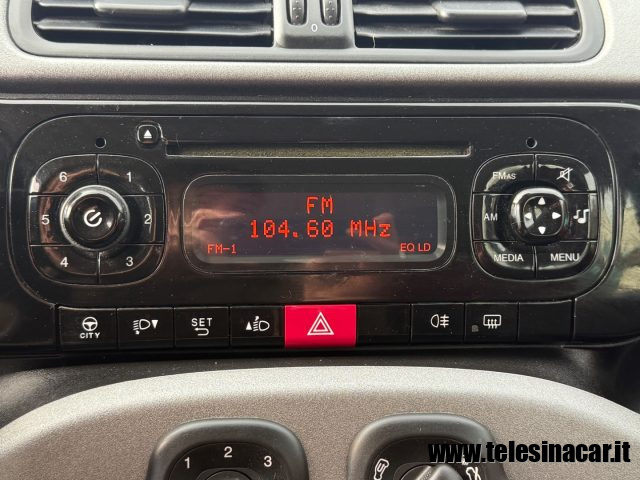 0
6 1
5 2
4 3
FM
104.60 MHz
FM-1 EQ LD
FMAS
AM
MEDIA MENU
CITY
SET
1 2 3
www.telesinacar.it